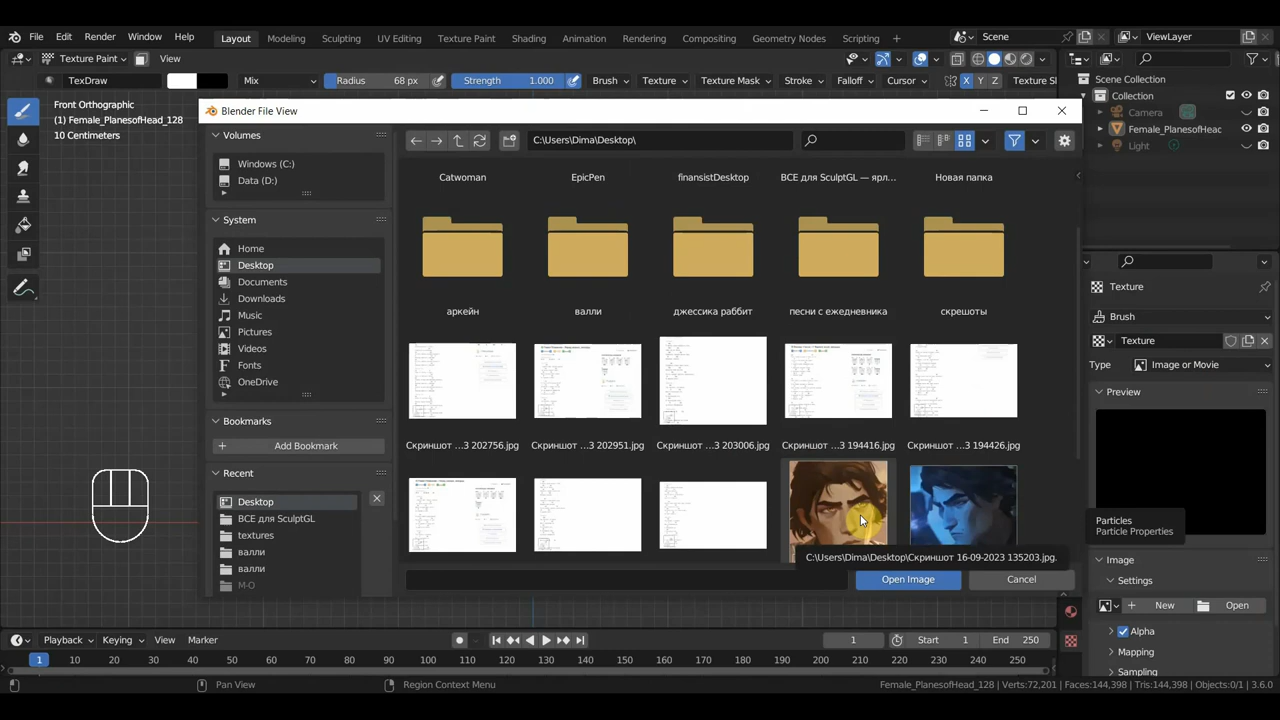 File Edit Render Window Help Layout Modeling Sculpting UV Editing Texture Paint Shading Animation Rendering Compositing Geometry Nodes Scripting + Scene ViewLayer
Texture Paint View
TexDraw Mix Radius 68 px Strength 1.000 Brush Texture Texture Mask Stroke Falloff Cursor X Y Z Texture Sl
Front Orthographic
(1) Female_PlanesofHead_128
10 Centimeters
Scene Collection
Collection
Camera
Female_PlanesofHeac
Light
Blender File View
Volumes
Windows (C:)
Data (D:)
System
Home
Desktop
Documents
Downloads
Music
Pictures
Videos
Fonts
OneDrive
Bookmarks
+ Add Bookmark
Recent
Desktop
ВСЕ для SculptGL
textures
валли
валли
M-O
C:\Users\Dima\Desktop\
Catwoman EpicPen finansistDesktop ВСЕ для SculptGL — ярл... Новая папка
аркейн валли джессика раббит песни с ежедневника скрешоты
Скриншот ...3 202756.jpg Скриншот ...3 202951.jpg Скриншот ...3 203006.jpg Скриншот ...3 194416.jpg Скриншот ...3 194426.jpg
C:\Users\Dima\Desktop\Скриншот 16-09-2023 135203.jpg.
Open Image Cancel
Texture
Brush
Texture
Type: Image or Movie
Preview
Particles
Particle Properties
Image
Settings
+ New Open
Alpha
Mapping
Sampling
Playback Keying View Marker 1 Start 1 End 250
1 10 20 30 40 50 60 70 80 90 100 110 120 130 140 150 160 170 180 190 200 210 220 230 240 250
Pan View Region Context Menu Female_PlanesofHead_128 | Verts:72,201 | Faces:144,398 | Tris:144,398 | Objects:0/1 | 3.6.0